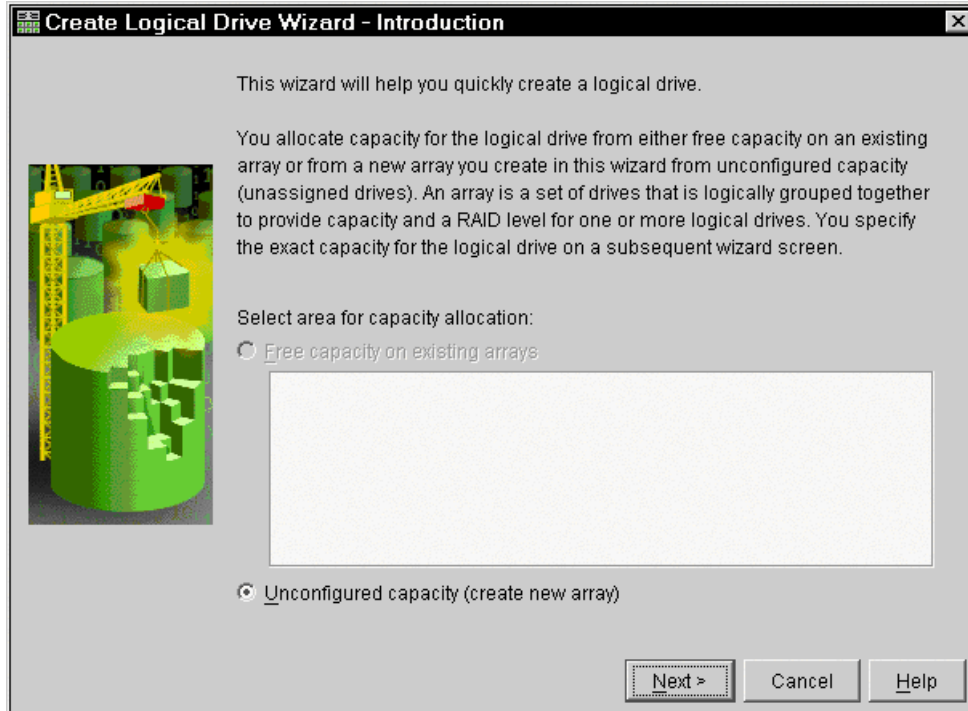 Create Logical Drive Wizard - Introduction
This wizard will help you quickly create a logical drive.
You allocate capacity for the logical drive from either free capacity on an existing
array or from a new array you create in this wizard from unconfigured capacity
(unassigned drives). An array is a set of drives that is logically grouped together
to provide capacity and a RAID level for one or more logical drives. You specify
the exact capacity for the logical drive on a subsequent wizard screen.
Select area for capacity allocation:
Free capacity on existing arrays
Unconfigured capacity (create new array)
Next >
Cancel
Help